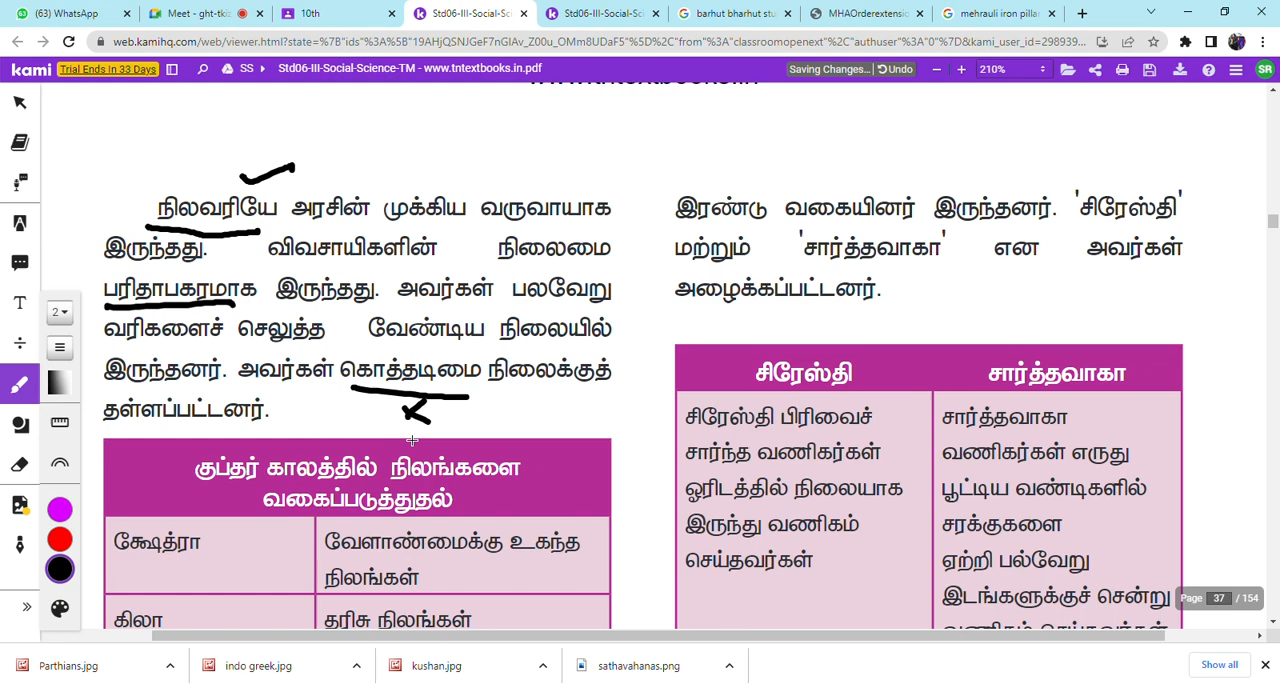 (53) WhatsApp
Meet - ght-tkiz
10th
Std06-III-Social-Sci
Std06-III-Social-Sci
barhut bharhut stu
MHAOrderextensio
mehrauli iron pillar
web.kamihq.com/web/viewer.html?state=%7B"ids"%3A%5B"19AHjQSNJGeF7nGIAv_Z00u_OMm8UDaF5"%5D%2C"from"%3A"classroomopenext"%2C"authuser"%3A"0"%7D&kami_user_id=298939...
kami Trial Ends In 33 Days SS Std06-III-Social-Science-TM - www.tntextbooks.in.pdf Saving Changes... Undo 210% SR
நிலவரியே அரசின் முக்கிய வருவாயாக
இருந்தது. விவசாயிகளின் நிலைமை
பரிதாபகரமாக இருந்தது. அவர்கள் பலவேறு
வரிகளைச் செலுத்த வேண்டிய நிலையில்
இருந்தனர். அவர்கள் கொத்தடிமை நிலைக்குத்
தள்ளப்பட்டனர்.
குப்தர் காலத்தில் நிலங்களை
வகைப்படுத்துதல்
க்ஷேத்ரா
வேளாண்மைக்கு உகந்த
நிலங்கள்
கிலா
தரிசு நிலங்கள்
இரண்டு வகையினர் இருந்தனர். 'சிரேஸ்தி'
மற்றும் 'சார்த்தவாகா' என அவர்கள்
அழைக்கப்பட்டனர்.
சிரேஸ்தி
சார்த்தவாகா
சிரேஸ்தி பிரிவைச்
சார்ந்த வணிகர்கள்
ஓரிடத்தில் நிலையாக
இருந்து வணிகம்
செய்தவர்கள்
சார்த்தவாகா
வணிகர்கள் எருது
பூட்டிய வண்டிகளில்
சரக்குகளை
ஏற்றி பல்வேறு
இடங்களுக்குச் சென்று
வணிகம் செய்தவர்கள்
2
Page 37 / 154
Parthians.jpg
indo greek.jpg
kushan.jpg
sathavahanas.png
Show all